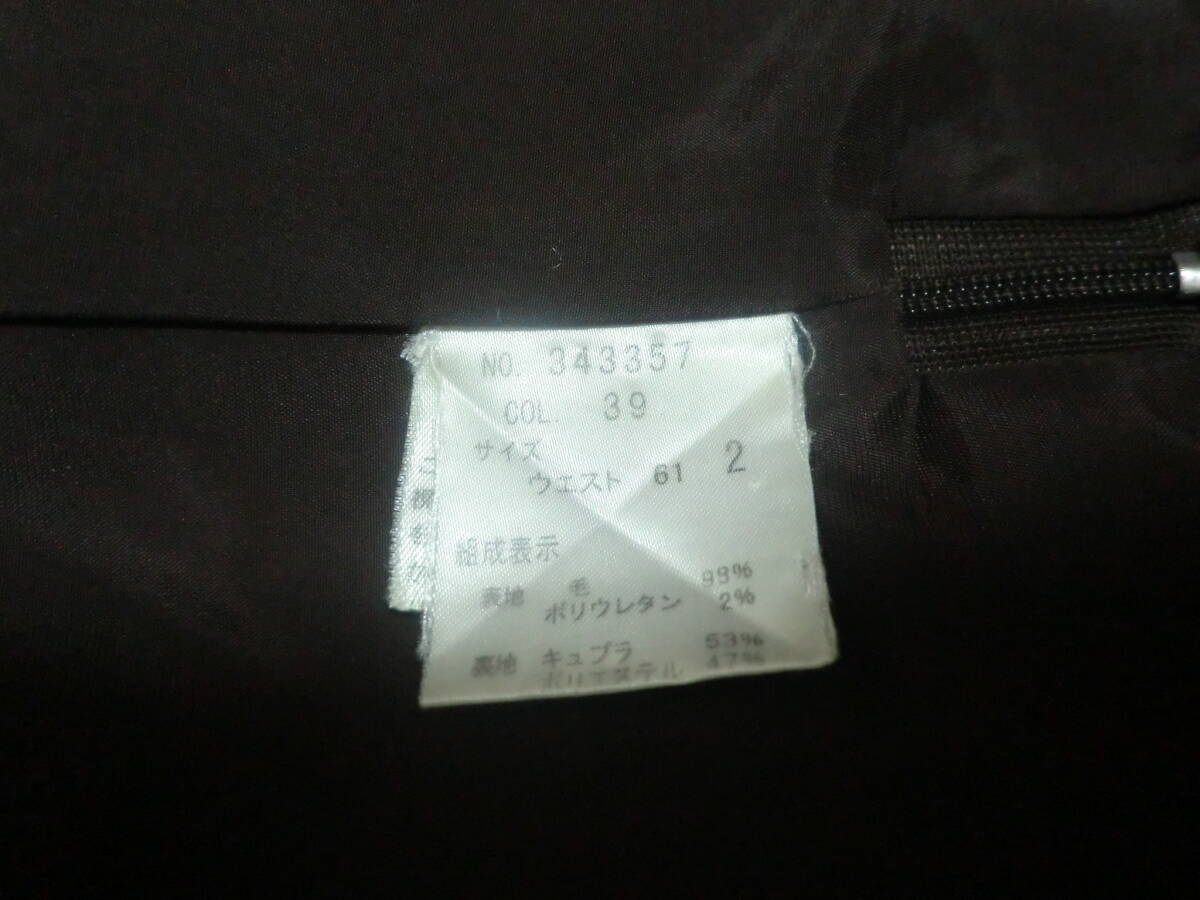 NO. 343357
COL. 39
サイズ 2
ウエスト 61
組成表示
表地 毛 98%
ポリウレタン 2%
裏地 キュプラ 53%
ポリエステル 47%